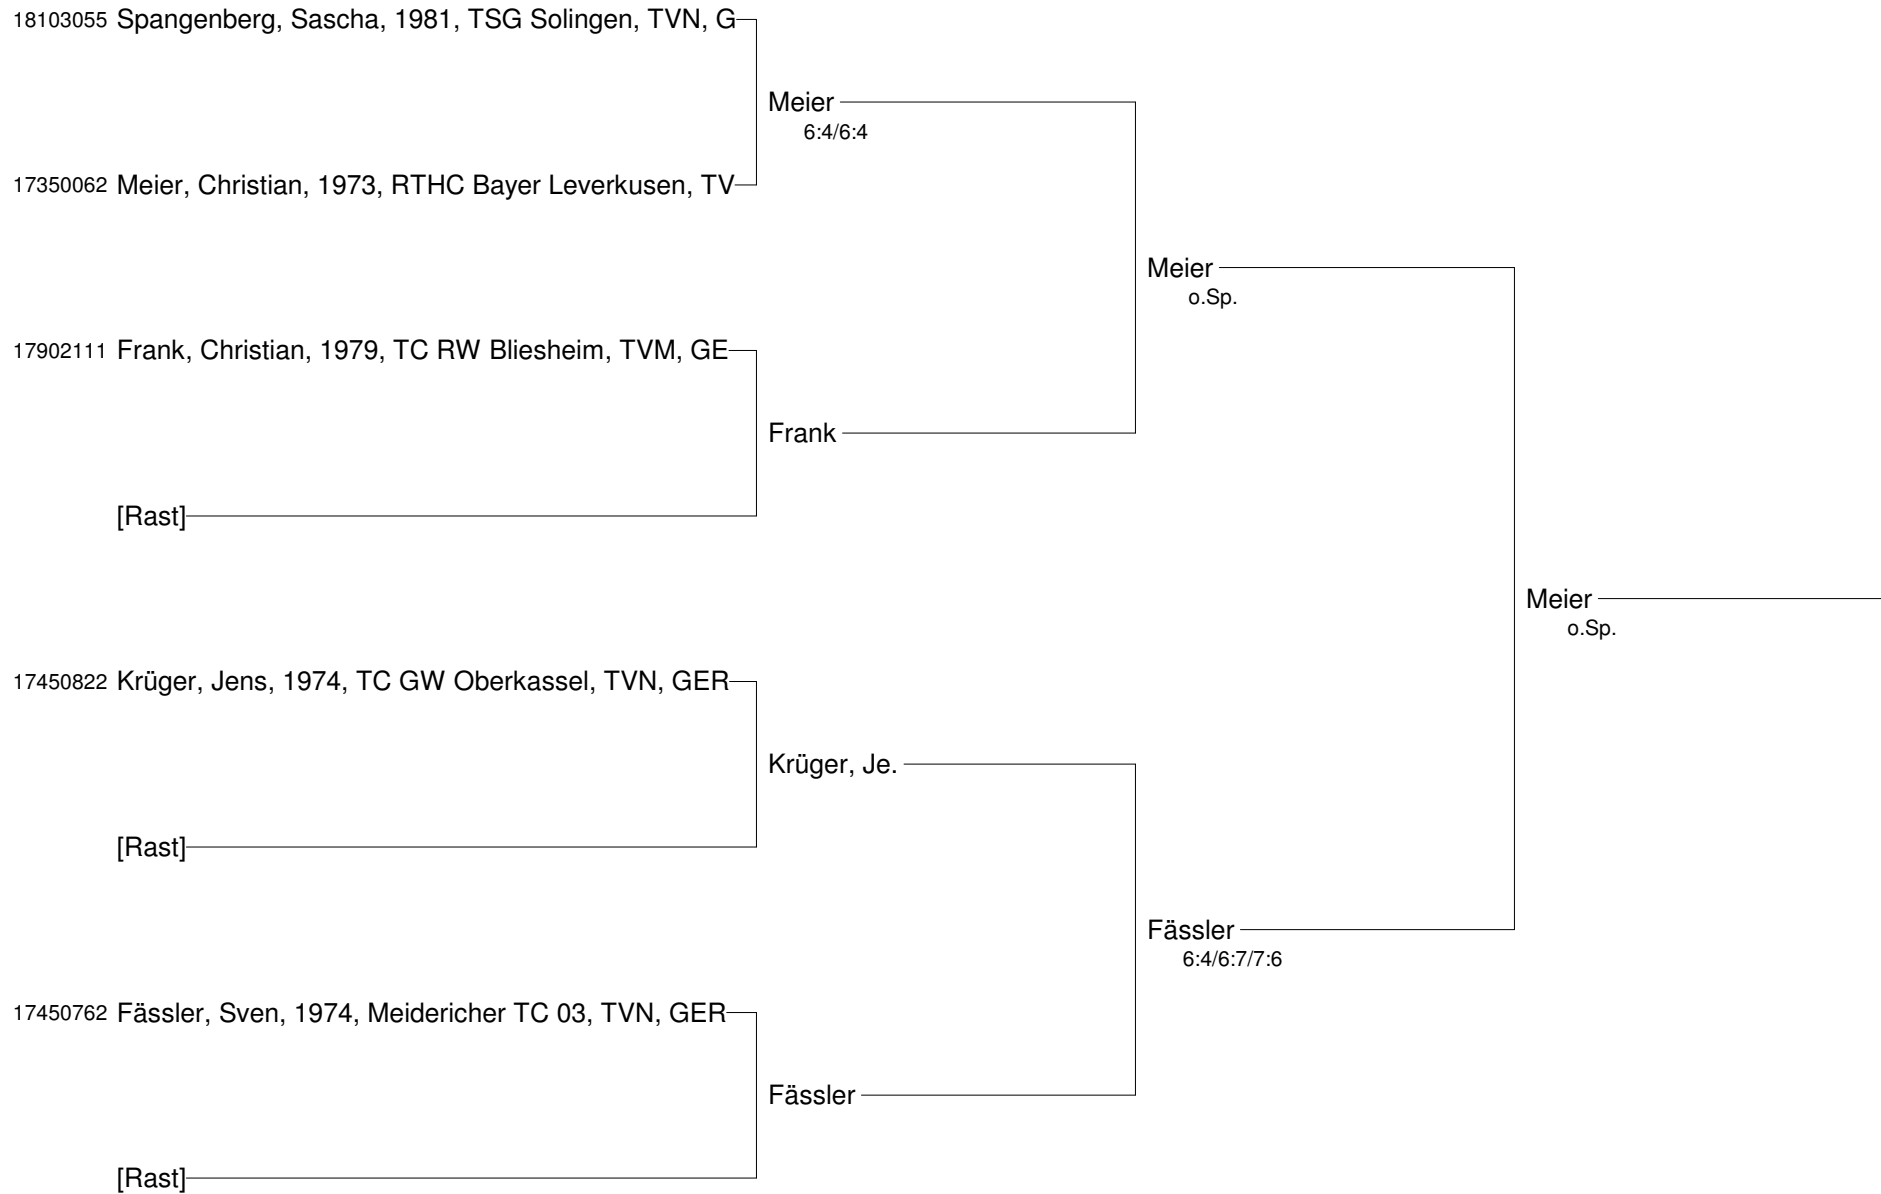 18103055 Spangenberg, Sascha, 1981, TSG Solingen, TVN, G
Meier
6:4/6:4
17350062 Meier, Christian, 1973, RTHC Bayer Leverkusen, TV
Meier
o.Sp.
17902111 Frank, Christian, 1979, TC RW Bliesheim, TVM, GE
Frank
[Rast]
Meier
o.Sp.
17450822 Krüger, Jens, 1974, TC GW Oberkassel, TVN, GER
Krüger, Je.
[Rast]
Fässler
6:4/6:7/7:6
17450762 Fässler, Sven, 1974, Meidericher TC 03, TVN, GER
Fässler
[Rast]